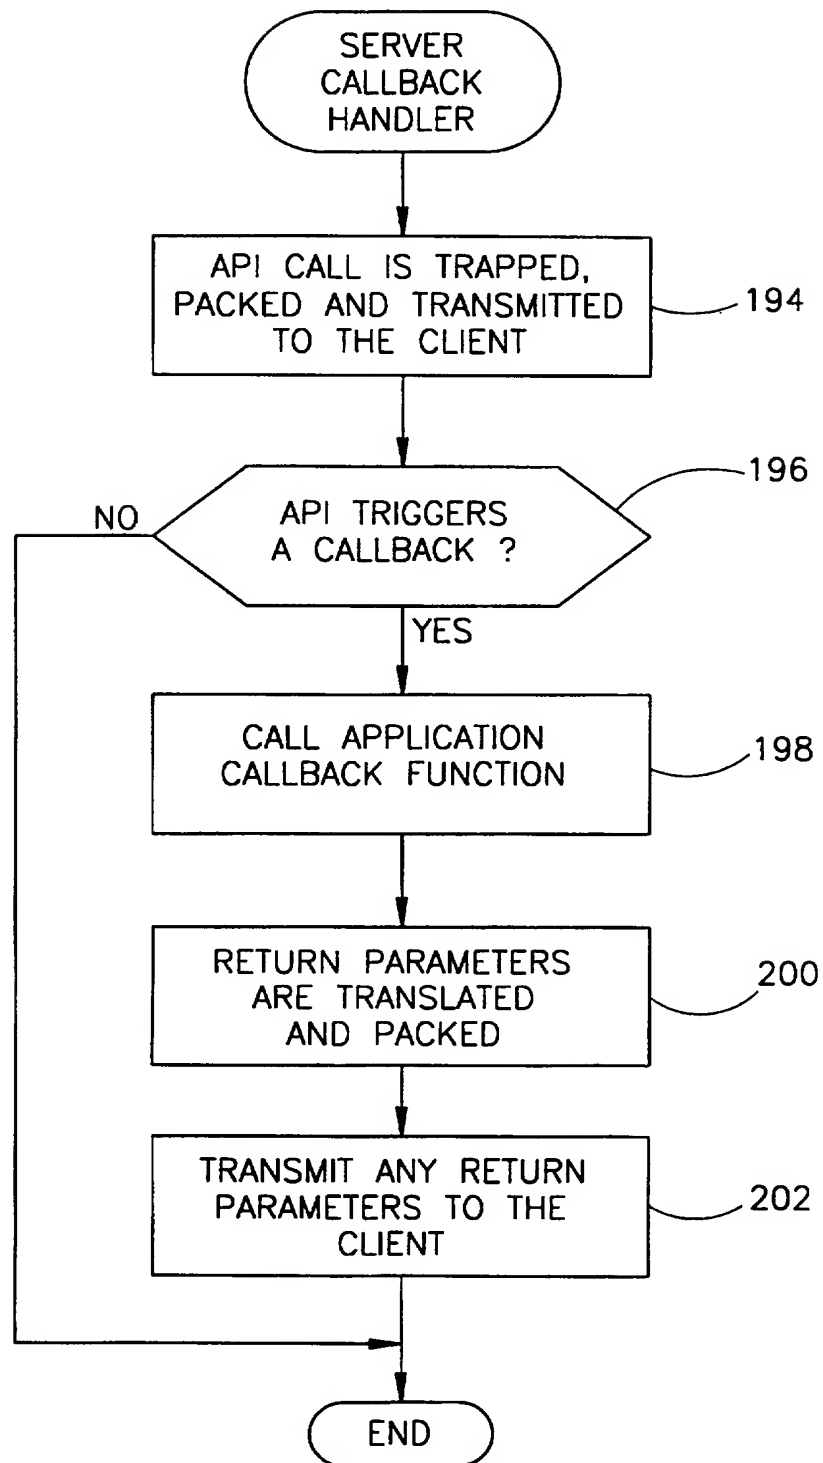 SERVER
CALLBACK
HANDLER
API CALL IS TRAPPED,
PACKED AND TRANSMITTED
TO THE CLIENT
194
196
API TRIGGERS
A CALLBACK ?
NO
YES
CALL APPLICATION
CALLBACK FUNCTION
198
RETURN PARAMETERS
ARE TRANSLATED
AND PACKED
200
TRANSMIT ANY RETURN
PARAMETERS TO THE
CLIENT
202
END